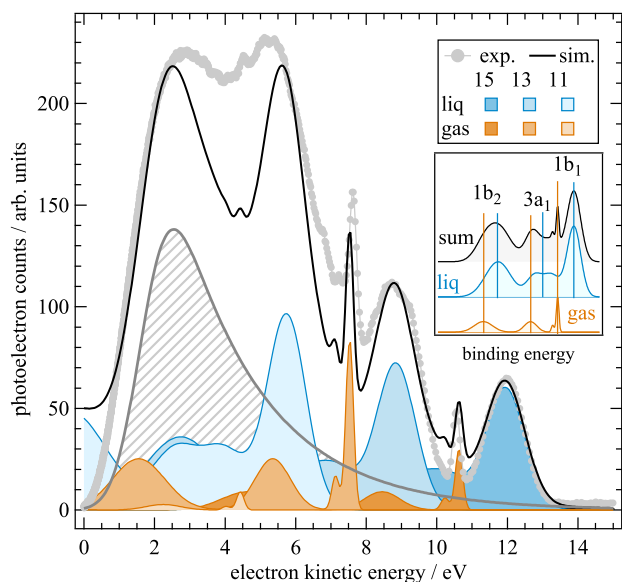 exp. sim.
15 13 11
liq
gas
1b₁
1b₂ 3a₁
sum
liq
gas
binding energy
photoelectron counts / arb. units
200
150
100
50
0
0 2 4 6 8 10 12 14
electron kinetic energy / eV